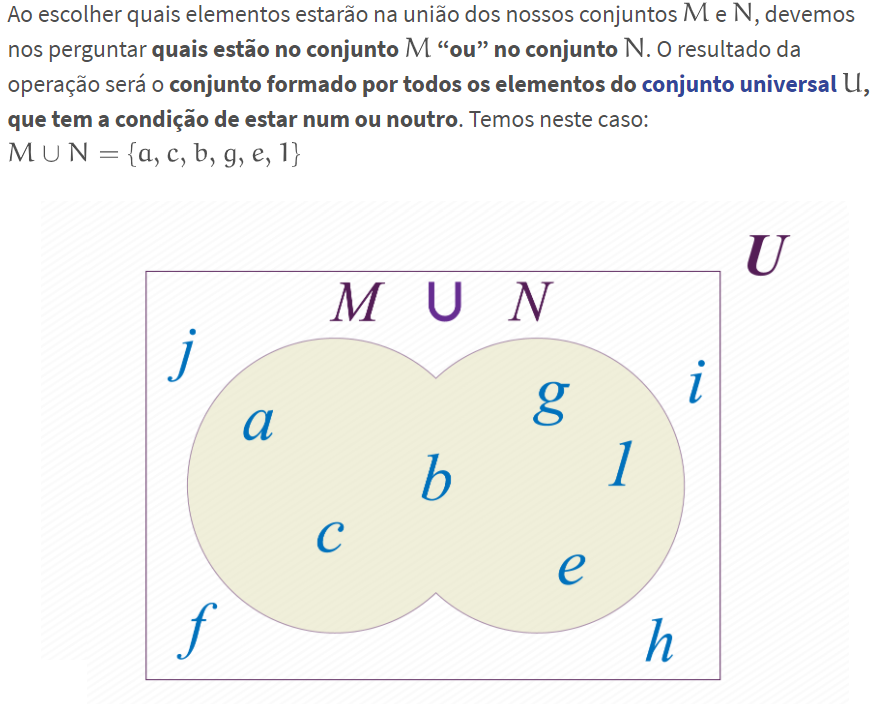 Ao escolher quais elementos estarão na união dos nossos conjuntos M e N, devemos
nos perguntar quais estão no conjunto M “ou” no conjunto N. O resultado da
operação será o conjunto formado por todos os elementos do conjunto universal U,
que tem a condição de estar num ou noutro. Temos neste caso:
M ∪ N = {a, c, b, g, e, 1}
U
M ∪ N
j
i
a
g
b
1
c
e
f
h